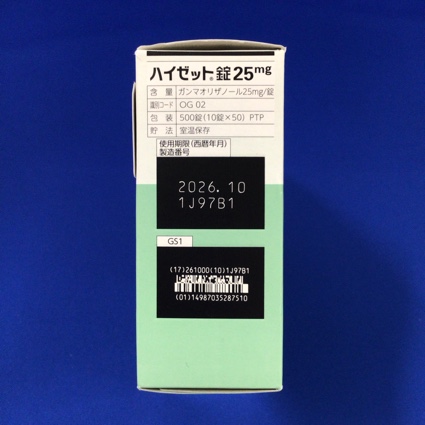 ハイゼット®錠25mg
含量 ガンマオリザノール25mg/錠
識別コード OG 02
包装 500錠(10錠×50) PTP
貯法 室温保存
使用期限(西暦年月)
製造番号
2026.10
1J97B1
GS1
(17)261000(10)1J97B1
(01)14987035287510